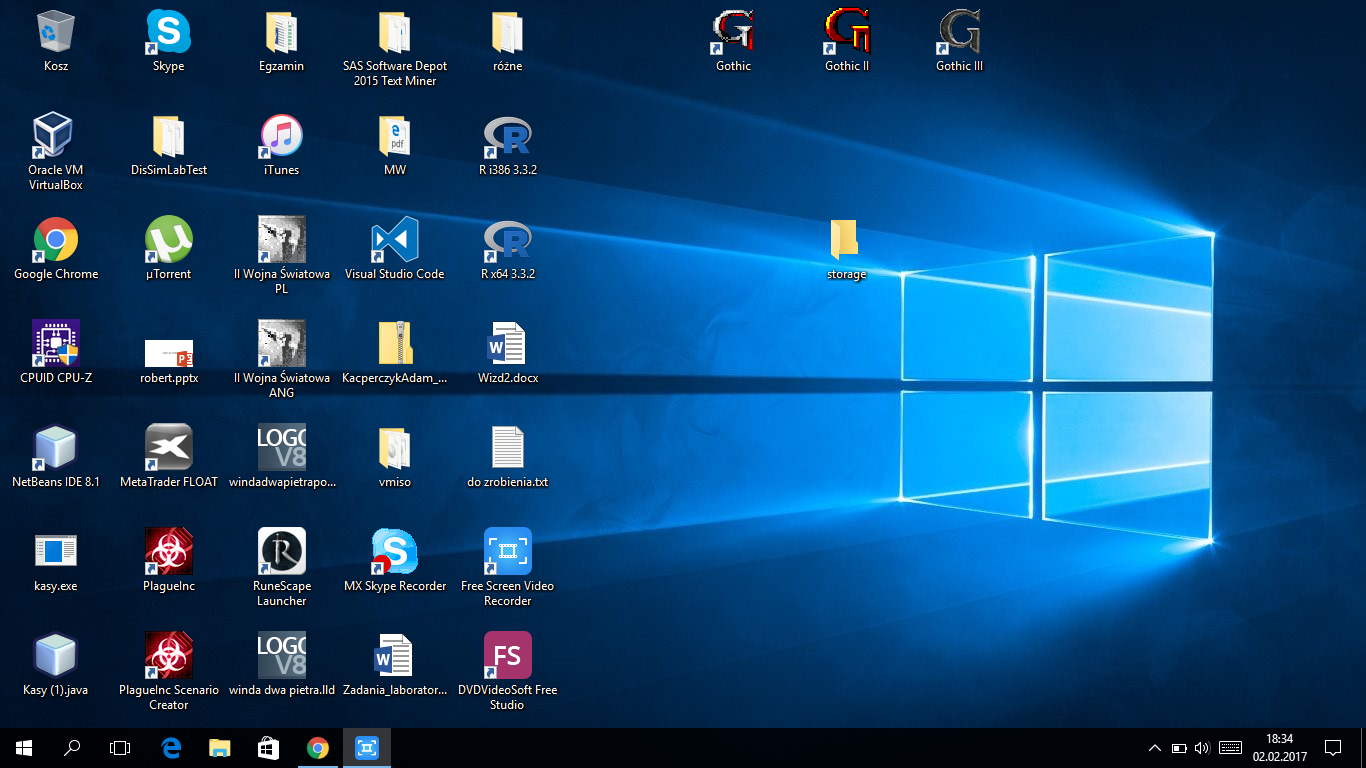 Kosz
Skype
Egzamin
SAS Software Depot
2015 Text Miner
różne
Gothic
Gothic II
Gothic III
Oracle VM
VirtualBox
DisSimLabTest
iTunes
pdf
MW
R i386 3.3.2
Google Chrome
µTorrent
II Wojna Światowa
PL
Visual Studio Code
R x64 3.3.2
storage
CPUID CPU-Z
robert.pptx
II Wojna Światowa
ANG
KacperczykAdam_...
Wizd2.docx
NetBeans IDE 8.1
MetaTrader FLOAT
LOGO
V8
windadwapietrapo...
vmiso
do zrobienia.txt
kasy.exe
PlagueInc
RuneScape
Launcher
MX Skype Recorder
Free Screen Video
Recorder
Kasy (1).java
PlagueInc Scenario
Creator
LOGO
V8
winda dwa pietra.lld
Zadania_laborator...
FS
DVDVideoSoft Free
Studio
18:34
02.02.2017